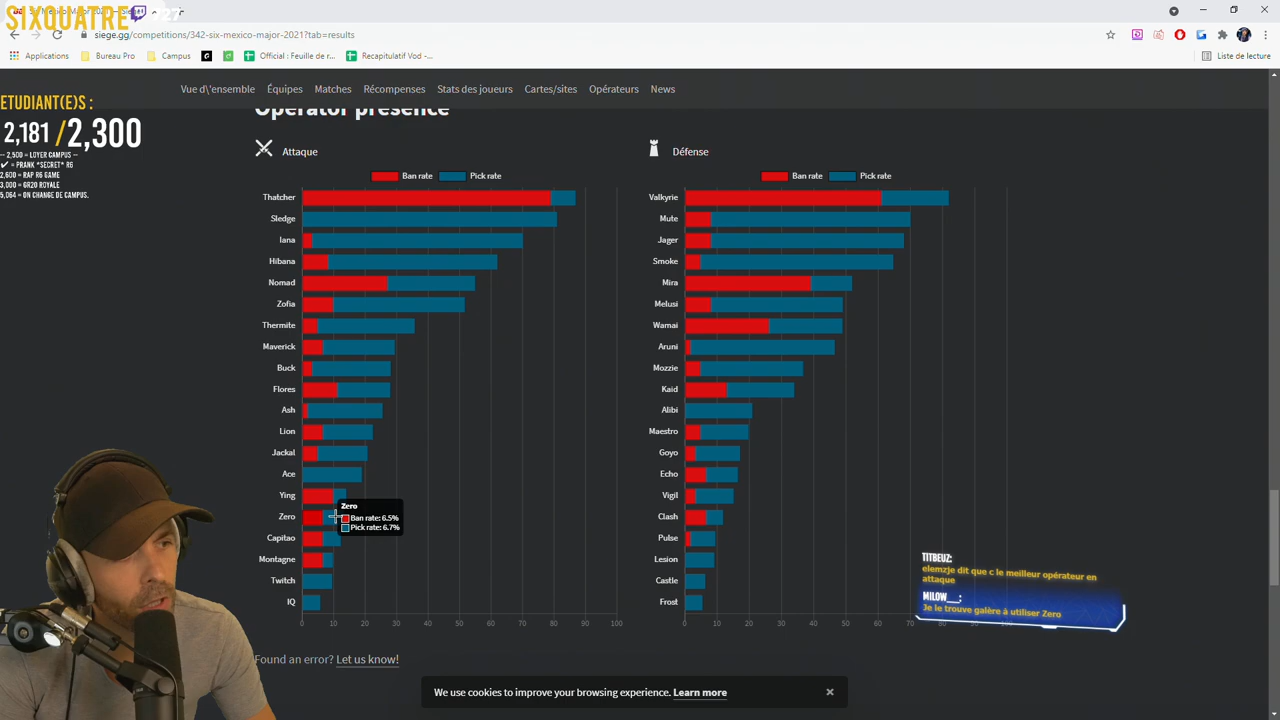 SIXQUATRE
siege.gg/competitions/342-six-mexico-major-2021?tab=results
Applications
Bureau Pro
Campus
Official : Feuille de r...
Recapitulatif Vod -...
Liste de lecture
Vue d\'ensemble
Équipes
Matches
Récompenses
Stats des joueurs
Cartes/sites
Opérateurs
News
ETUDIANT(E)S :
2,181 /2,300
-- 2,500 = LOYER CAMPUS --
✓ = PRANK *SECRET* R6
2,600 = RAP R6 GAME
3,000 = GR20 ROYALE
5,064 = ON CHANGE DE CAMPUS.
Operator presence
Attaque
Ban rate
Pick rate
Thatcher
Sledge
Iana
Hibana
Nomad
Zofia
Thermite
Maverick
Buck
Flores
Ash
Lion
Jackal
Ace
Ying
Zero
Capitao
Montagne
Twitch
IQ
0 10 20 30 40 50 60 70 80 90 100
Zero
Ban rate: 6.5%
Pick rate: 6.7%
Défense
Ban rate
Pick rate
Valkyrie
Mute
Jager
Smoke
Mira
Melusi
Wamai
Aruni
Mozzie
Kaid
Alibi
Maestro
Goyo
Echo
Vigil
Clash
Pulse
Lesion
Castle
Frost
0 10 20 30 40 50 60 70 80
TITBEUZ:
elemzje dit que c le meilleur opérateur en
attaque
MILOW___:
Je le trouve galère à utiliser Zero
Found an error? Let us know!
We use cookies to improve your browsing experience. Learn more